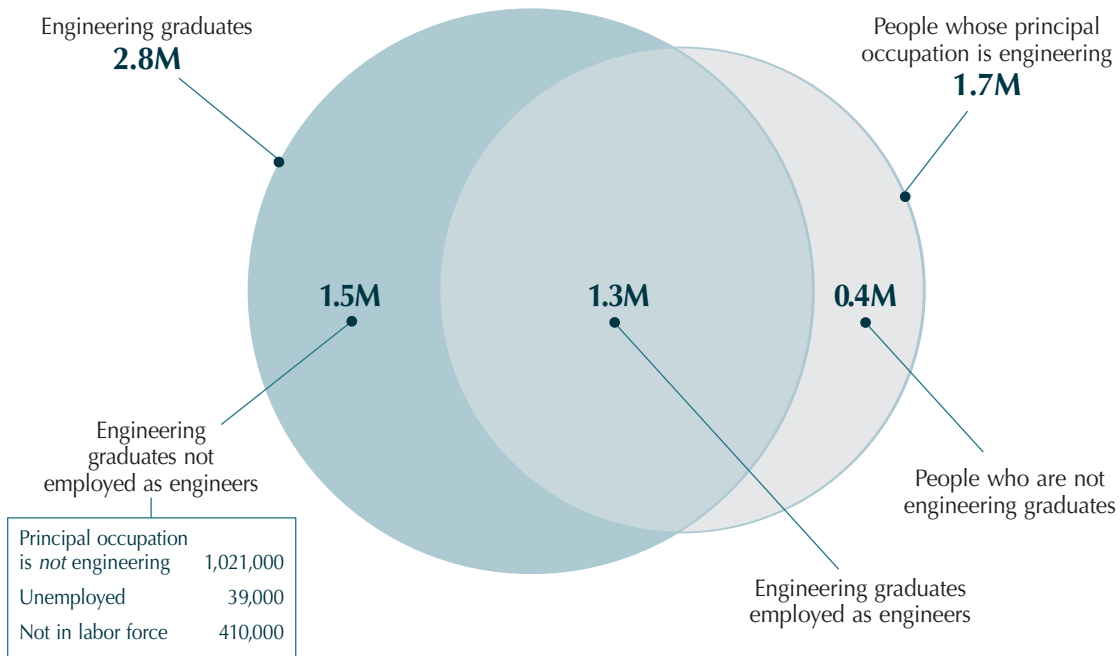 Engineering graduates
2.8M
People whose principal
occupation is engineering
1.7M
1.5M
1.3M
0.4M
Engineering
graduates not
employed as engineers
Principal occupation
is not engineering 1,021,000
Unemployed 39,000
Not in labor force 410,000
People who are not
engineering graduates
Engineering graduates
employed as engineers